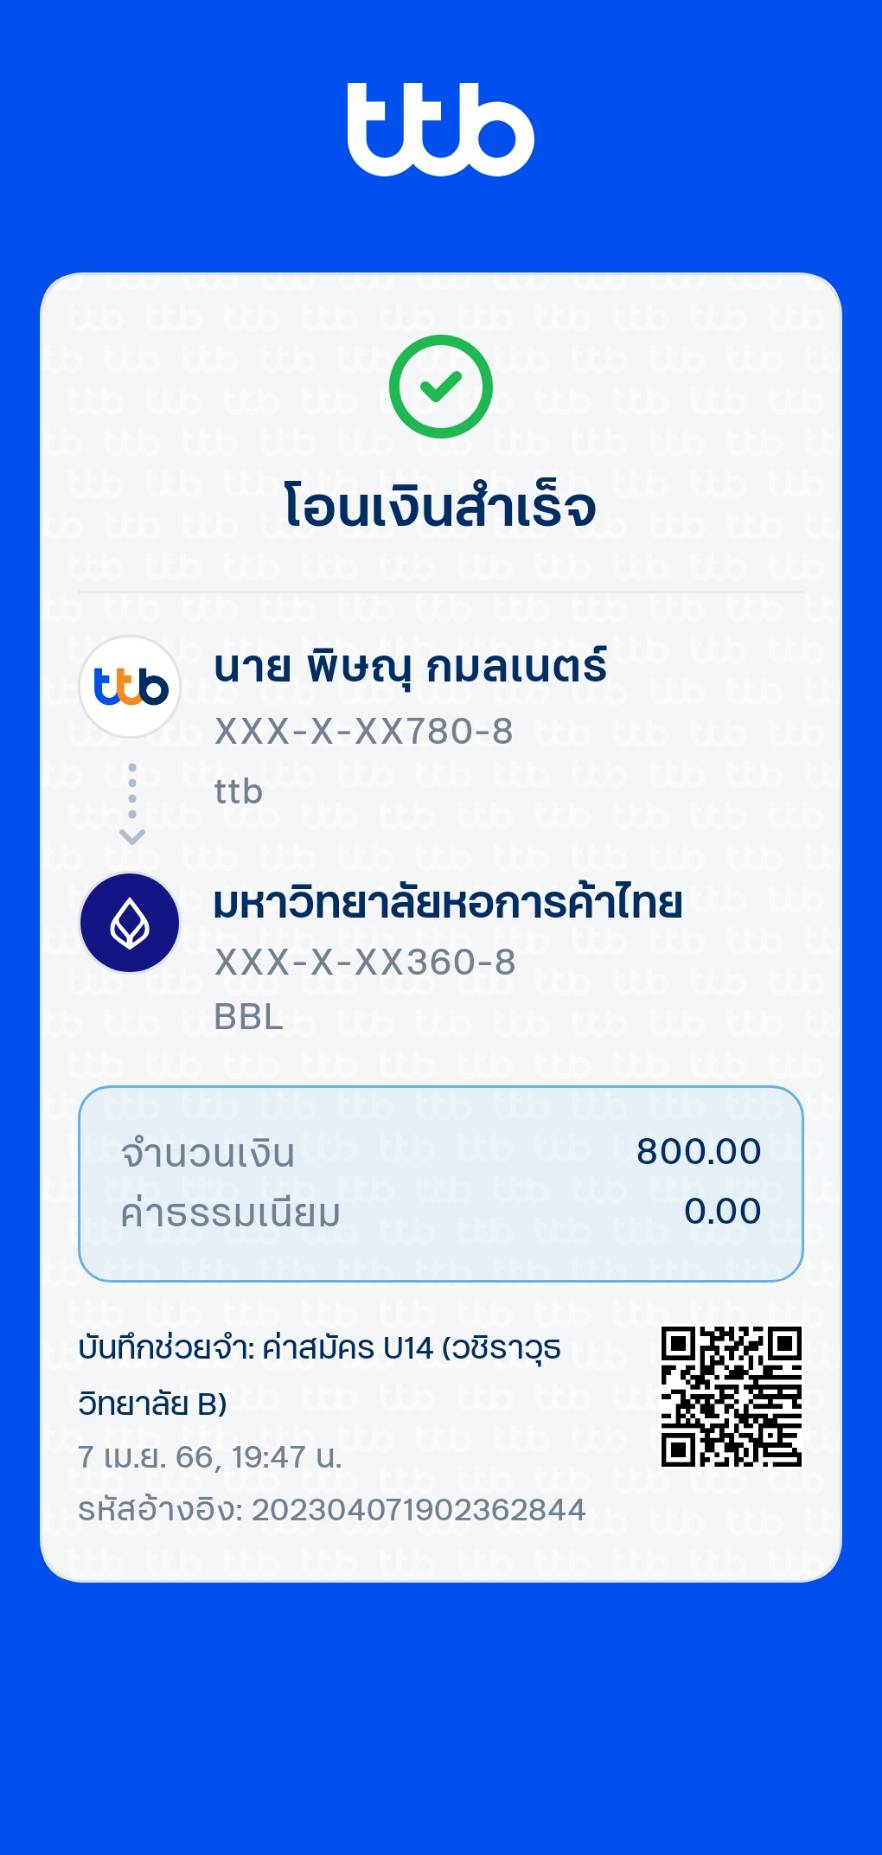 ttb
โอนเงินสำเร็จ
ttb
นาย พิษณุ กมลเนตร์
XXX-X-XX780-8
ttb
มหาวิทยาลัยหอการค้าไทย
XXX-X-XX360-8
BBL
จำนวนเงิน 800.00
ค่าธรรมเนียม 0.00
บันทึกช่วยจำ: ค่าสมัคร U14 (วชิราวุธ
วิทยาลัย B)
7 เม.ย. 66, 19:47 น.
รหัสอ้างอิง: 202304071902362844